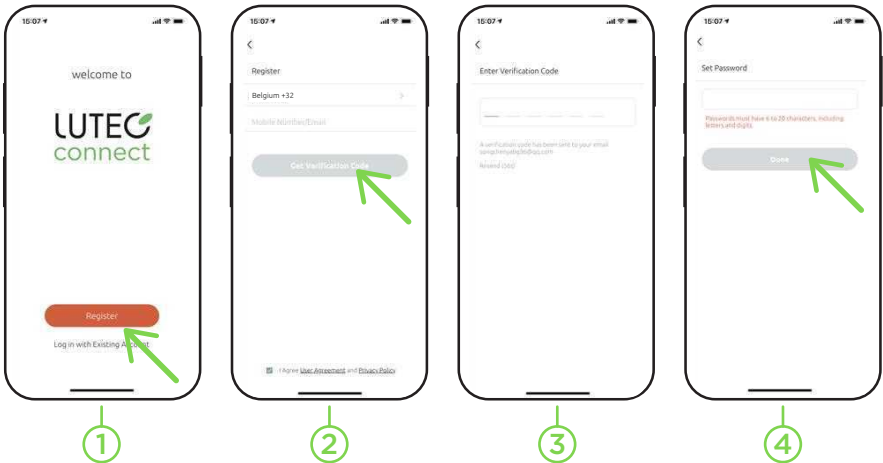 15:07
welcome to
LUTEC
connect
Register
Log in with Existing Account
1
15:07
Register
Belgium +32
Mobile Number/Email
Get Verification Code
I Agree User Agreement and Privacy Policy
2
15:07
Enter Verification Code
A verification code has been sent to your email
Resend
3
15:07
Set Password
Passwords must have 6 to 20 characters, including
letters and digits.
Done
4